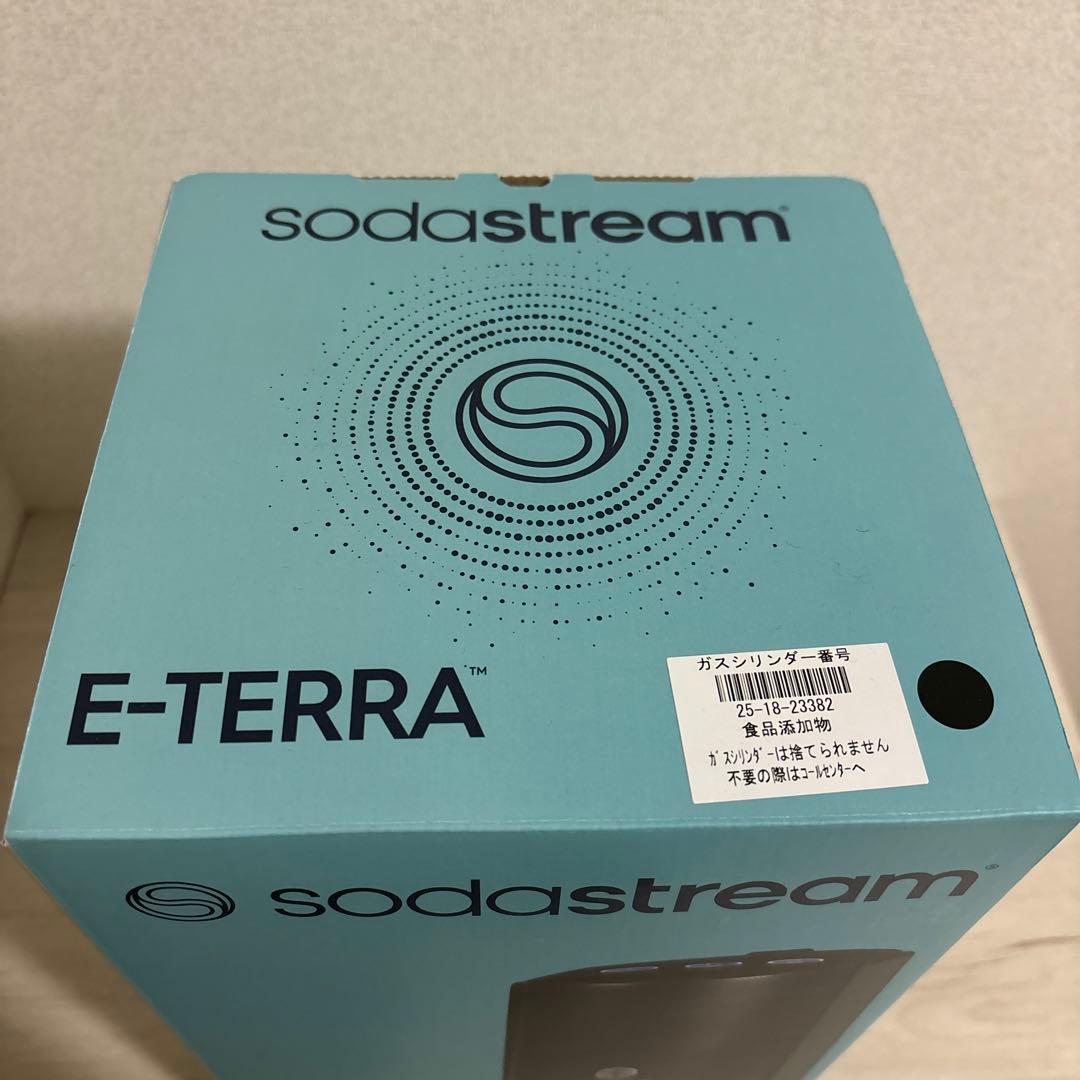 sodastream®
E-TERRA™
ガスシリンダー番号
25-18-23382
食品添加物
ガスシリンダーは捨てられません
不要の際はコールセンターへ
sodastream®